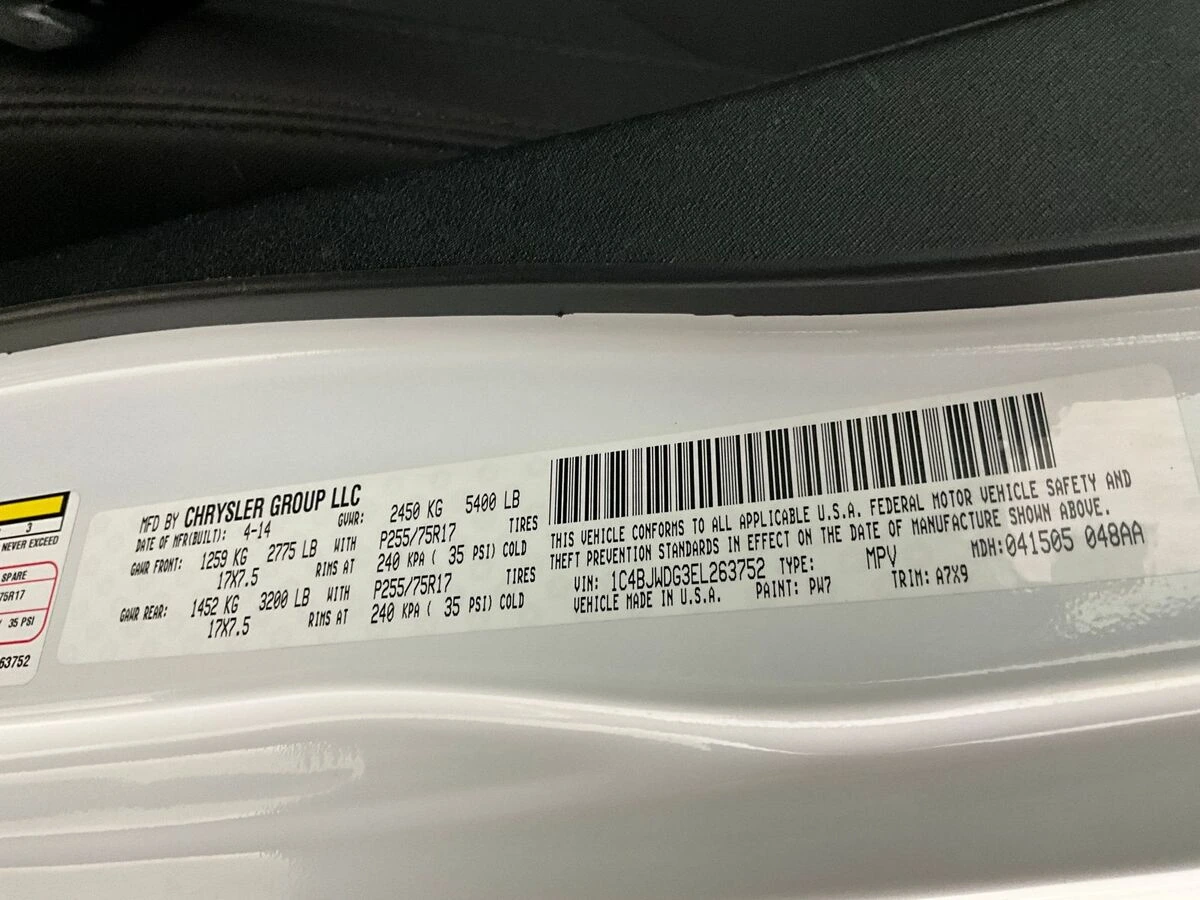 3
NEVER EXCEED
SPARE
75R17
35 PSI
63752
MFD BY CHRYSLER GROUP LLC
DATE OF MFR(BUILT): 4-14 GVWR: 2450 KG 5400 LB
GAWR FRONT: 1259 KG 2775 LB WITH P255/75R17 TIRES
17X7.5 RIMS AT 240 KPA ( 35 PSI) COLD
GAWR REAR: 1452 KG 3200 LB WITH P255/75R17 TIRES
17X7.5 RIMS AT 240 KPA ( 35 PSI) COLD
THIS VEHICLE CONFORMS TO ALL APPLICABLE U.S.A. FEDERAL MOTOR VEHICLE SAFETY AND
THEFT PREVENTION STANDARDS IN EFFECT ON THE DATE OF MANUFACTURE SHOWN ABOVE.
VIN: 1C4BJWDG3EL263752 TYPE: MPV MDH:041505 048AA
VEHICLE MADE IN U.S.A. PAINT: PW7 TRIM: A7X9